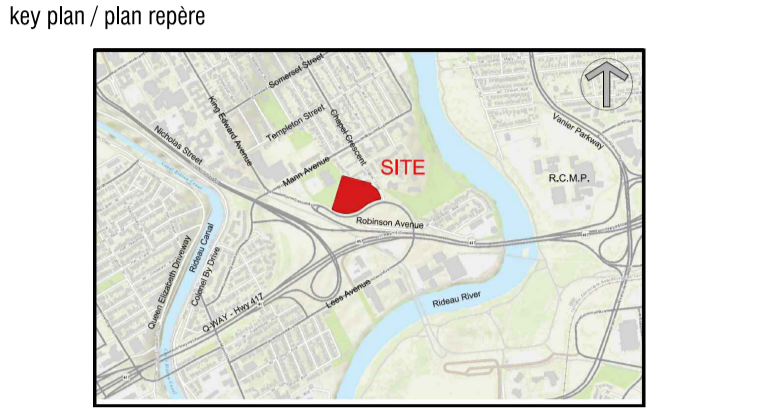 key plan / plan repère
Somerset Street
King Edward Avenue
Templeton Street
Chapel Crescent
Nicholas Street
Mann Avenue
SITE
Vanier Parkway
R.C.M.P.
Robinson Avenue
Queen Elizabeth Driveway
Rideau Canal
Colonel By Drive
Q-WAY - Hwy 417
Lees Avenue
Rideau River